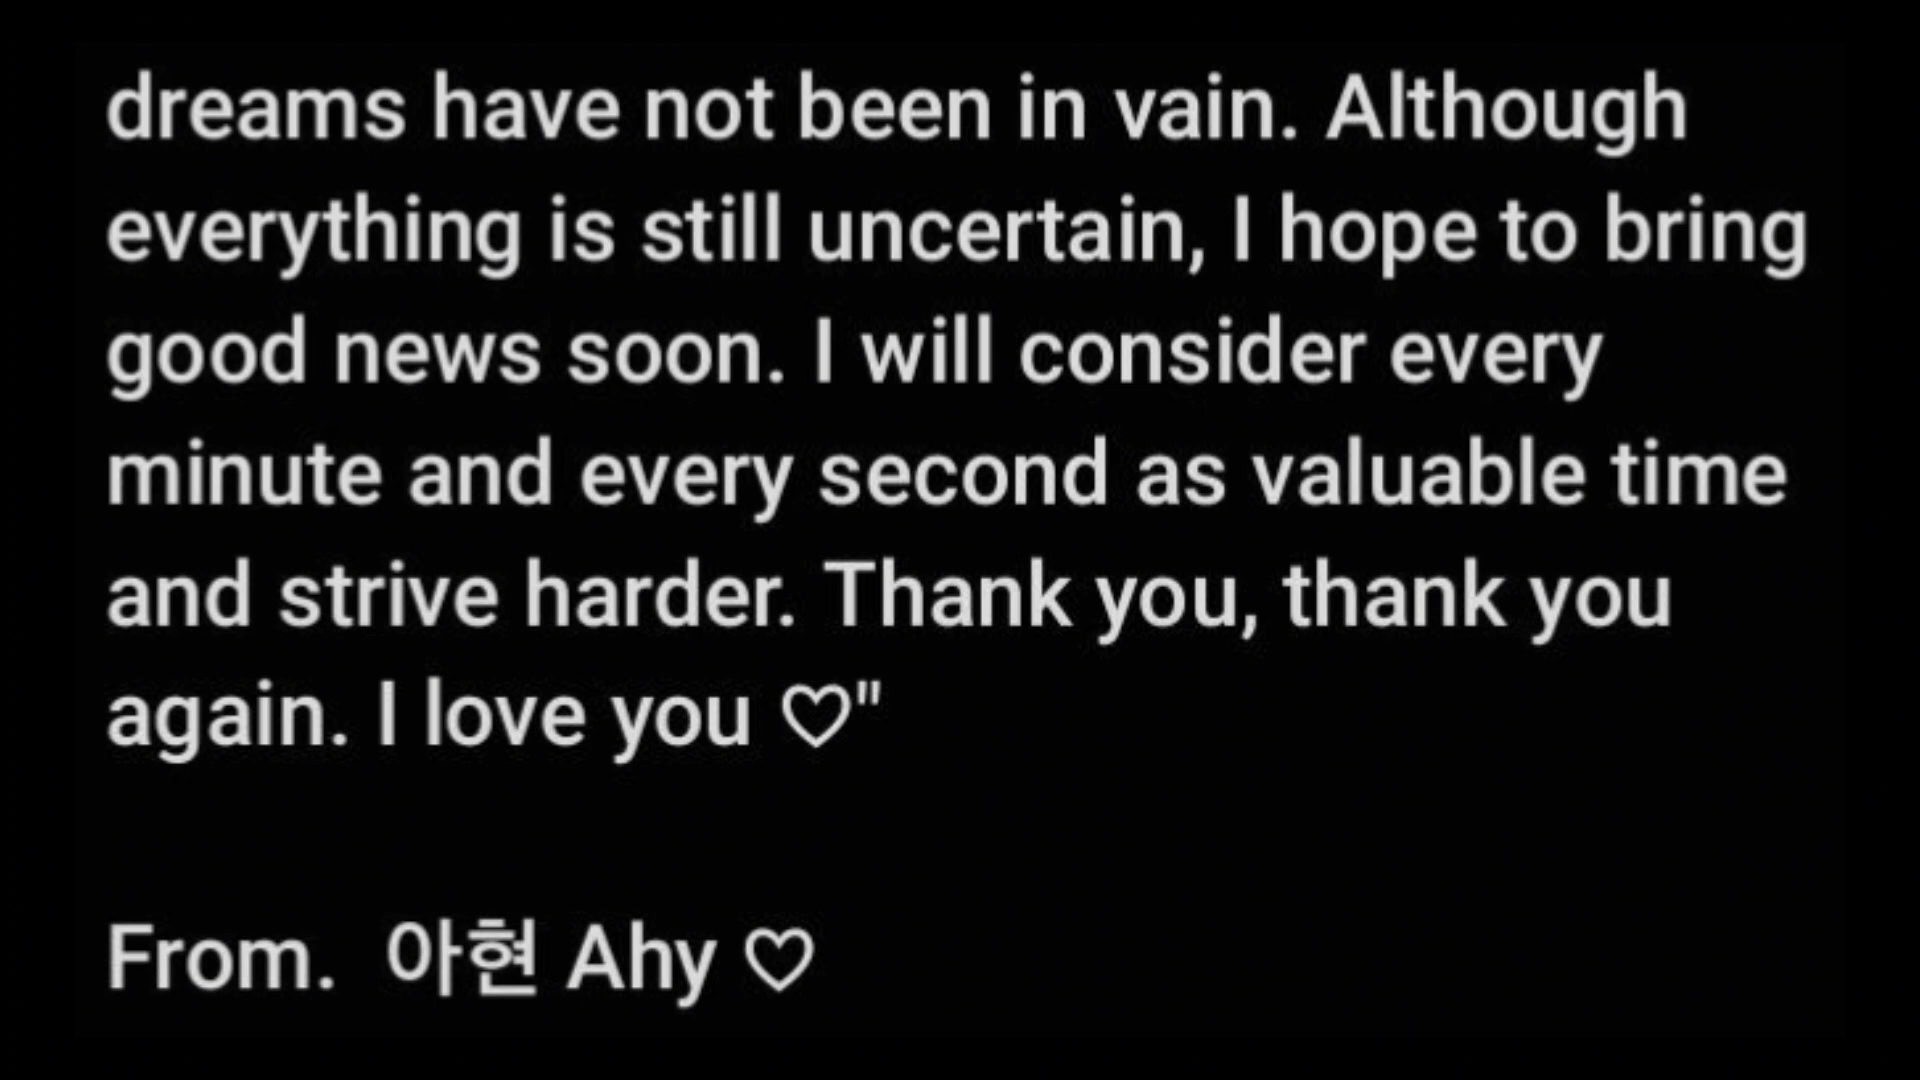 dreams have not been in vain. Although
everything is still uncertain, I hope to bring
good news soon. I will consider every
minute and every second as valuable time
and strive harder. Thank you, thank you
again. I love you ♡"
From.  아현 Ahy ♡